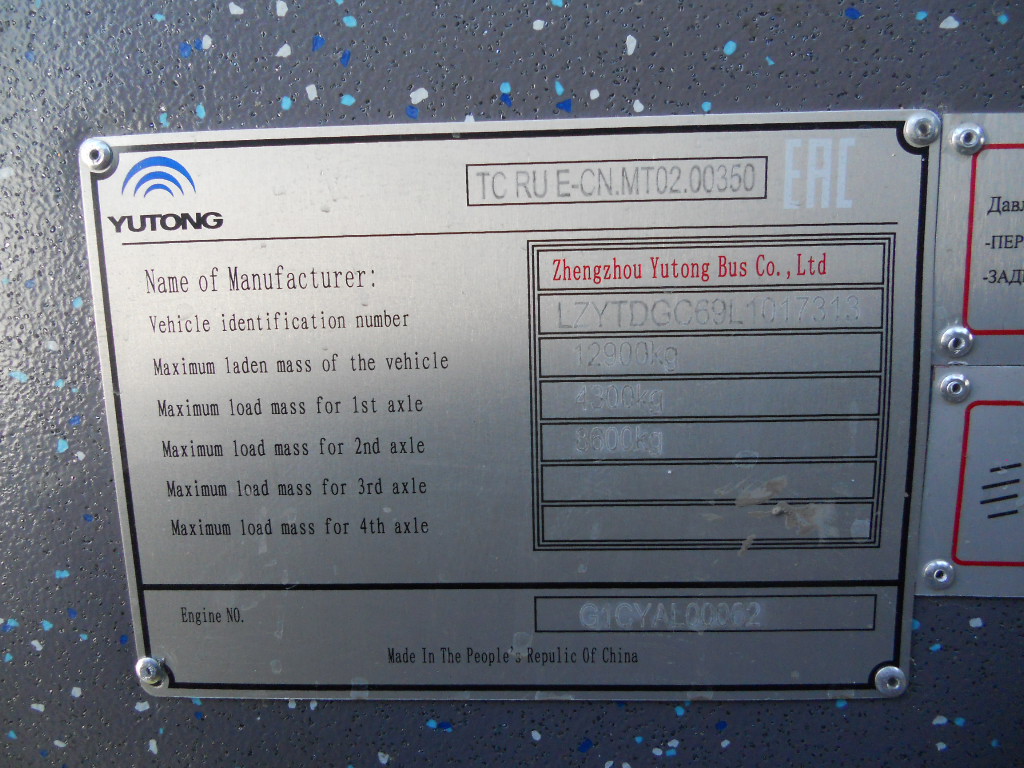 YUTONG
TC RU E-CN.MT02.00350 EAC
Name of Manufacturer: Zhengzhou Yutong Bus Co.,Ltd
Vehicle identification number LZYTDGC69L1017313
Maximum laden mass of the vehicle 12900kg
Maximum load mass for 1st axle 4300kg
Maximum load mass for 2nd axle 8600kg
Maximum load mass for 3rd axle
Maximum load mass for 4th axle
Engine NO.
Made In The People's Repulic Of China
-ПЕР